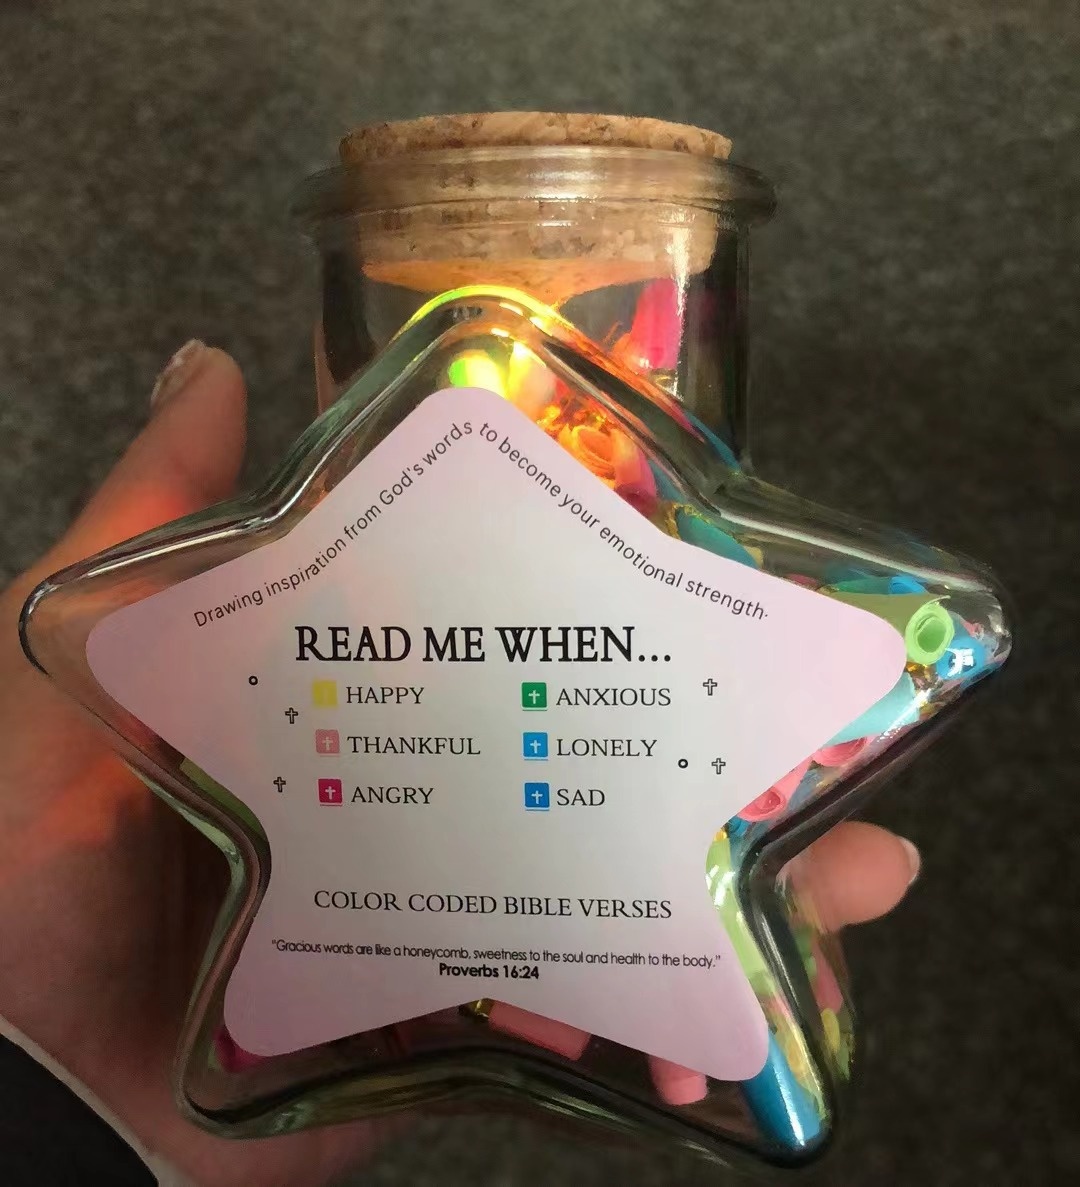 Drawing inspiration from God's words to become your emotional strength.
READ ME WHEN...
HAPPY ANXIOUS
THANKFUL LONELY
ANGRY SAD
COLOR CODED BIBLE VERSES
"Gracious words are like a honeycomb, sweetness to the soul and health to the body."
Proverbs 16:24